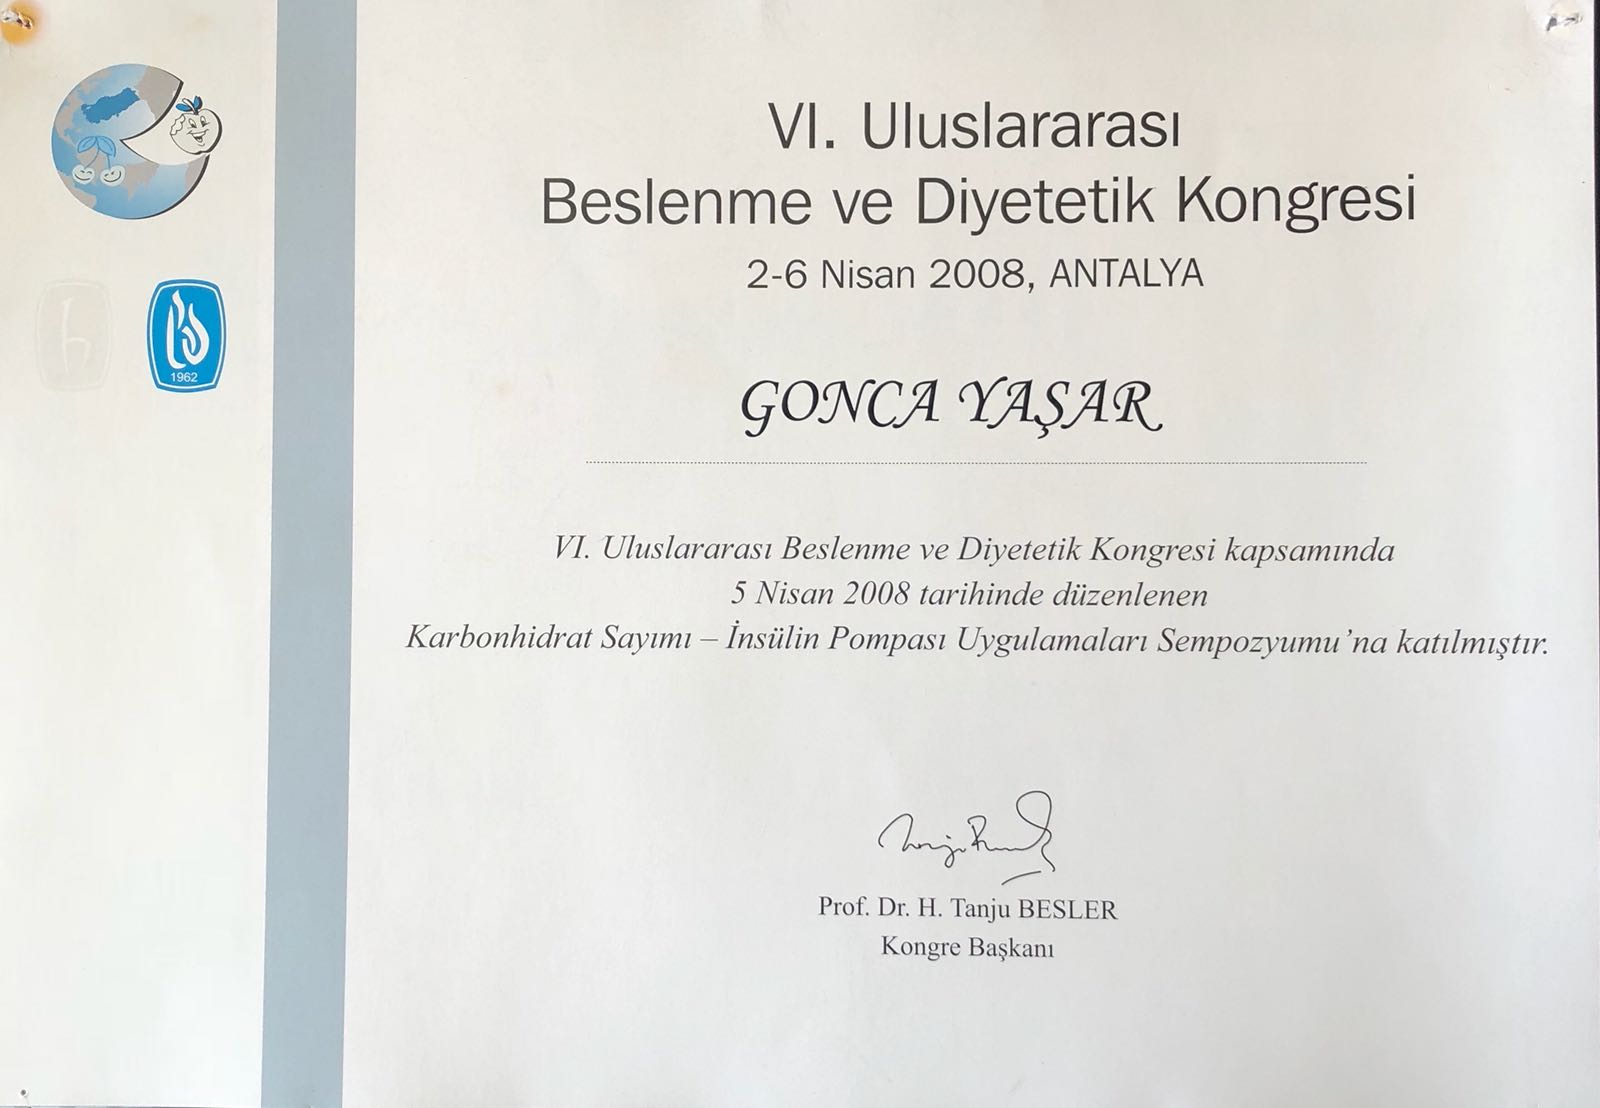 VI. Uluslararası
Beslenme ve Diyetetik Kongresi
2-6 Nisan 2008, ANTALYA
GONCA YAŞAR
VI. Uluslararası Beslenme ve Diyetetik Kongresi kapsamında
5 Nisan 2008 tarihinde düzenlenen
Karbonhidrat Sayımı – İnsülin Pompası Uygulamaları Sempozyumu’na katılmıştır.
Prof. Dr. H. Tanju BESLER
Kongre Başkanı
1962